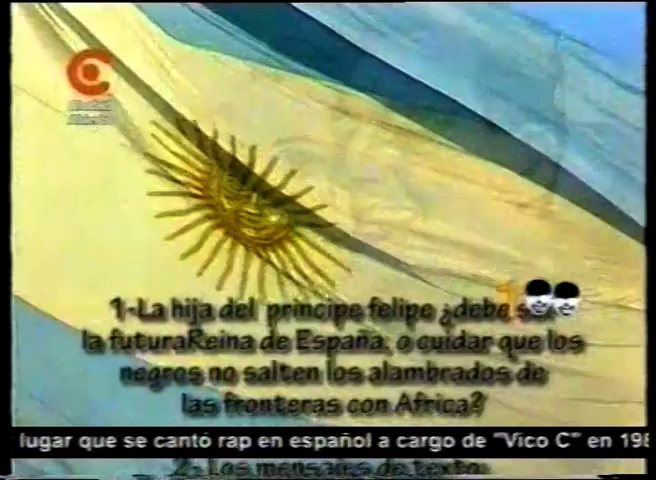 1-La hija del principe felipe ¿debe ser
la futuraReina de España, o cuidar que los
negros no salten los alambrados de
las fronteras con Africa?
lugar que se cantó rap en español a cargo de "Vico C" en 198
2- Los mensajes de texto